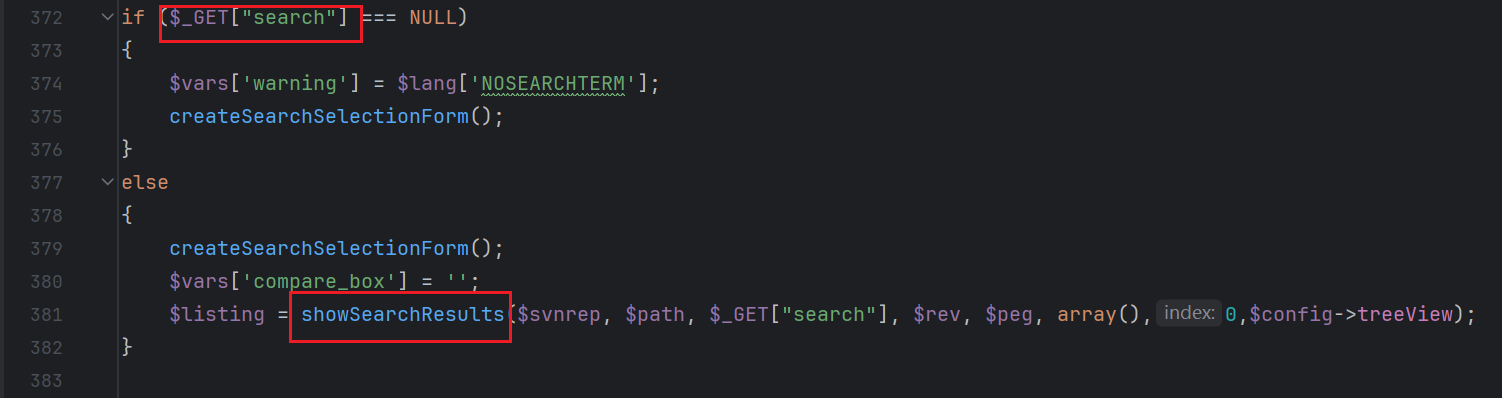 372 if ($_GET["search"] === NULL)
373 {
374 $vars['warning'] = $lang['NOSEARCHTERM'];
375 createSearchSelectionForm();
376 }
377 else
378 {
379 createSearchSelectionForm();
380 $vars['compare_box'] = '';
381 $listing = showSearchResults($svnrep, $path, $_GET["search"], $rev, $peg, array(), index: 0,$config->treeView);
382 }
383